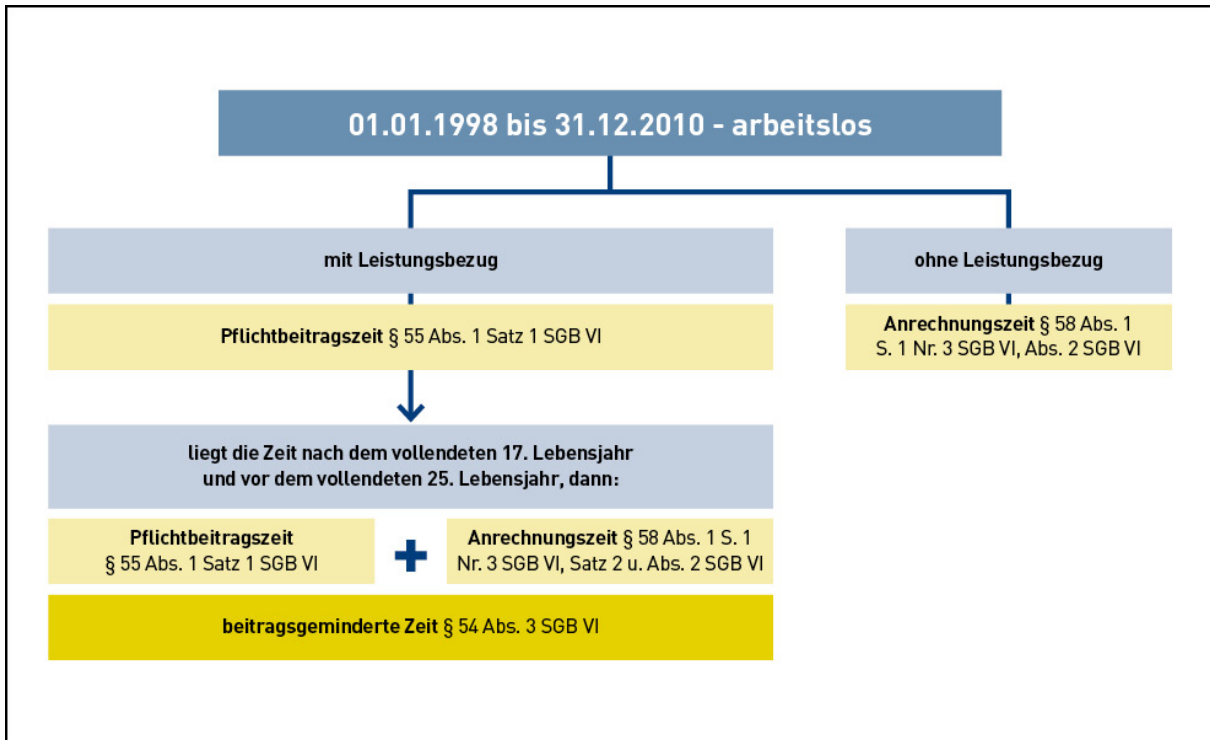 01.01.1998 bis 31.12.2010 - arbeitslos
mit Leistungsbezug
ohne Leistungsbezug
Pflichtbeitragszeit § 55 Abs. 1 Satz 1 SGB VI
Anrechnungszeit § 58 Abs. 1
S. 1 Nr. 3 SGB VI, Abs. 2 SGB VI
liegt die Zeit nach dem vollendeten 17. Lebensjahr
und vor dem vollendeten 25. Lebensjahr, dann:
Pflichtbeitragszeit
§ 55 Abs. 1 Satz 1 SGB VI
+
Anrechnungszeit § 58 Abs. 1 S. 1
Nr. 3 SGB VI, Satz 2 u. Abs. 2 SGB VI
beitragsgeminderte Zeit § 54 Abs. 3 SGB VI